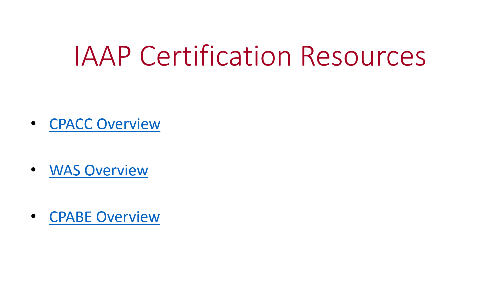 IAAP Certification Resources
• CPACC Overview
• WAS Overview
• CPABE Overview